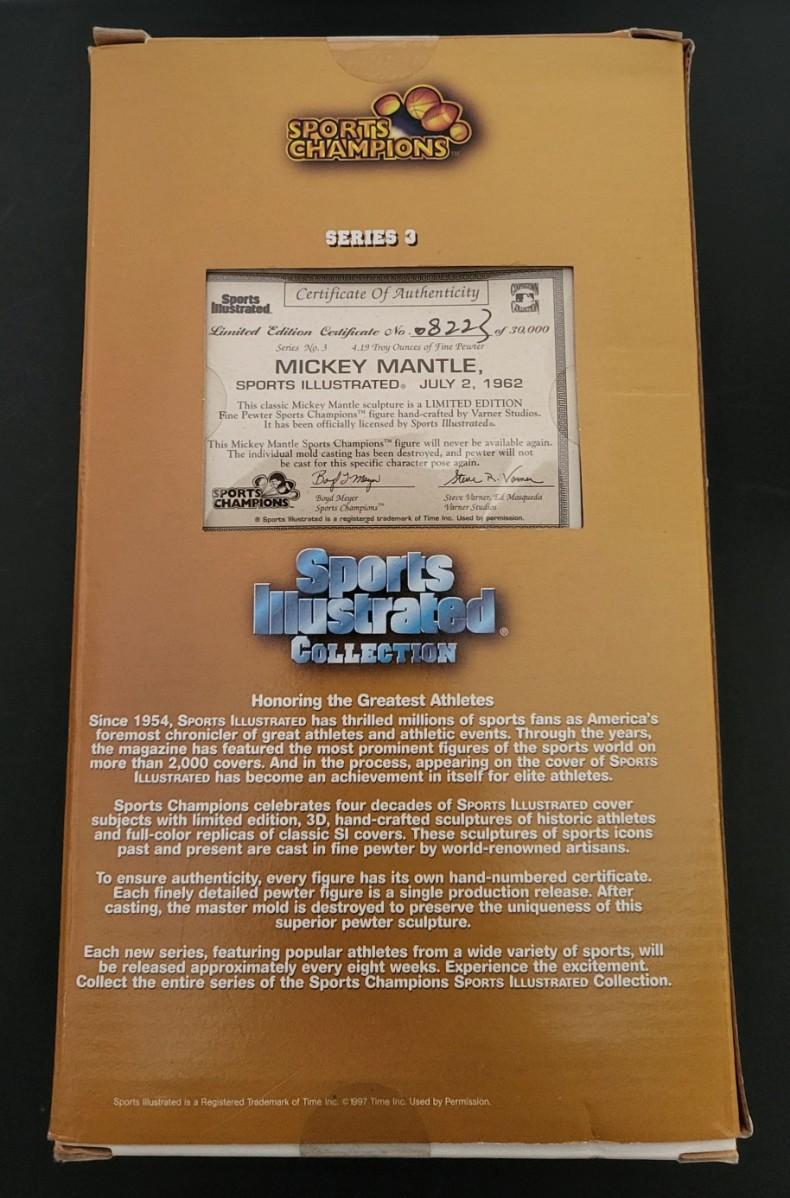 SPORTS
CHAMPIONS™
SERIES 3
Sports
Illustrated
Certificate Of Authenticity
COOPERSTOWN
COLLECTION
Limited Edition Certificate No. 08223 of 30,000
Series No. 3 4.19 Troy Ounces of Fine Pewter
MICKEY MANTLE,
SPORTS ILLUSTRATED® JULY 2, 1962
This classic Mickey Mantle sculpture is a LIMITED EDITION
Fine Pewter Sports Champions™ figure hand-crafted by Varner Studios.
It has been officially licensed by Sports Illustrated®.
This Mickey Mantle Sports Champions™ figure will never be available again.
The individual mold casting has been destroyed, and pewter will not
be cast for this specific character pose again.
SPORTS
CHAMPIONS™
Boyd J Meyer Steve R. Varner
Boyd Meyer Steve Varner, Ed Mosqueda
Sports Champions™ Varner Studios
® Sports Illustrated is a registered trademark of Time Inc. Used by permission.
Sports
Illustrated®
COLLECTION
Honoring the Greatest Athletes
Since 1954, SPORTS ILLUSTRATED has thrilled millions of sports fans as America's
foremost chronicler of great athletes and athletic events. Through the years,
the magazine has featured the most prominent figures of the sports world on
more than 2,000 covers. And in the process, appearing on the cover of SPORTS
ILLUSTRATED has become an achievement in itself for elite athletes.
Sports Champions celebrates four decades of SPORTS ILLUSTRATED cover
subjects with limited edition, 3D, hand-crafted sculptures of historic athletes
and full-color replicas of classic SI covers. These sculptures of sports icons
past and present are cast in fine pewter by world-renowned artisans.
To ensure authenticity, every figure has its own hand-numbered certificate.
Each finely detailed pewter figure is a single production release. After
casting, the master mold is destroyed to preserve the uniqueness of this
superior pewter sculpture.
Each new series, featuring popular athletes from a wide variety of sports, will
be released approximately every eight weeks. Experience the excitement.
Collect the entire series of the Sports Champions SPORTS ILLUSTRATED Collection.
Sports Illustrated is a Registered Trademark of Time Inc. ©1997 Time Inc. Used by Permission.